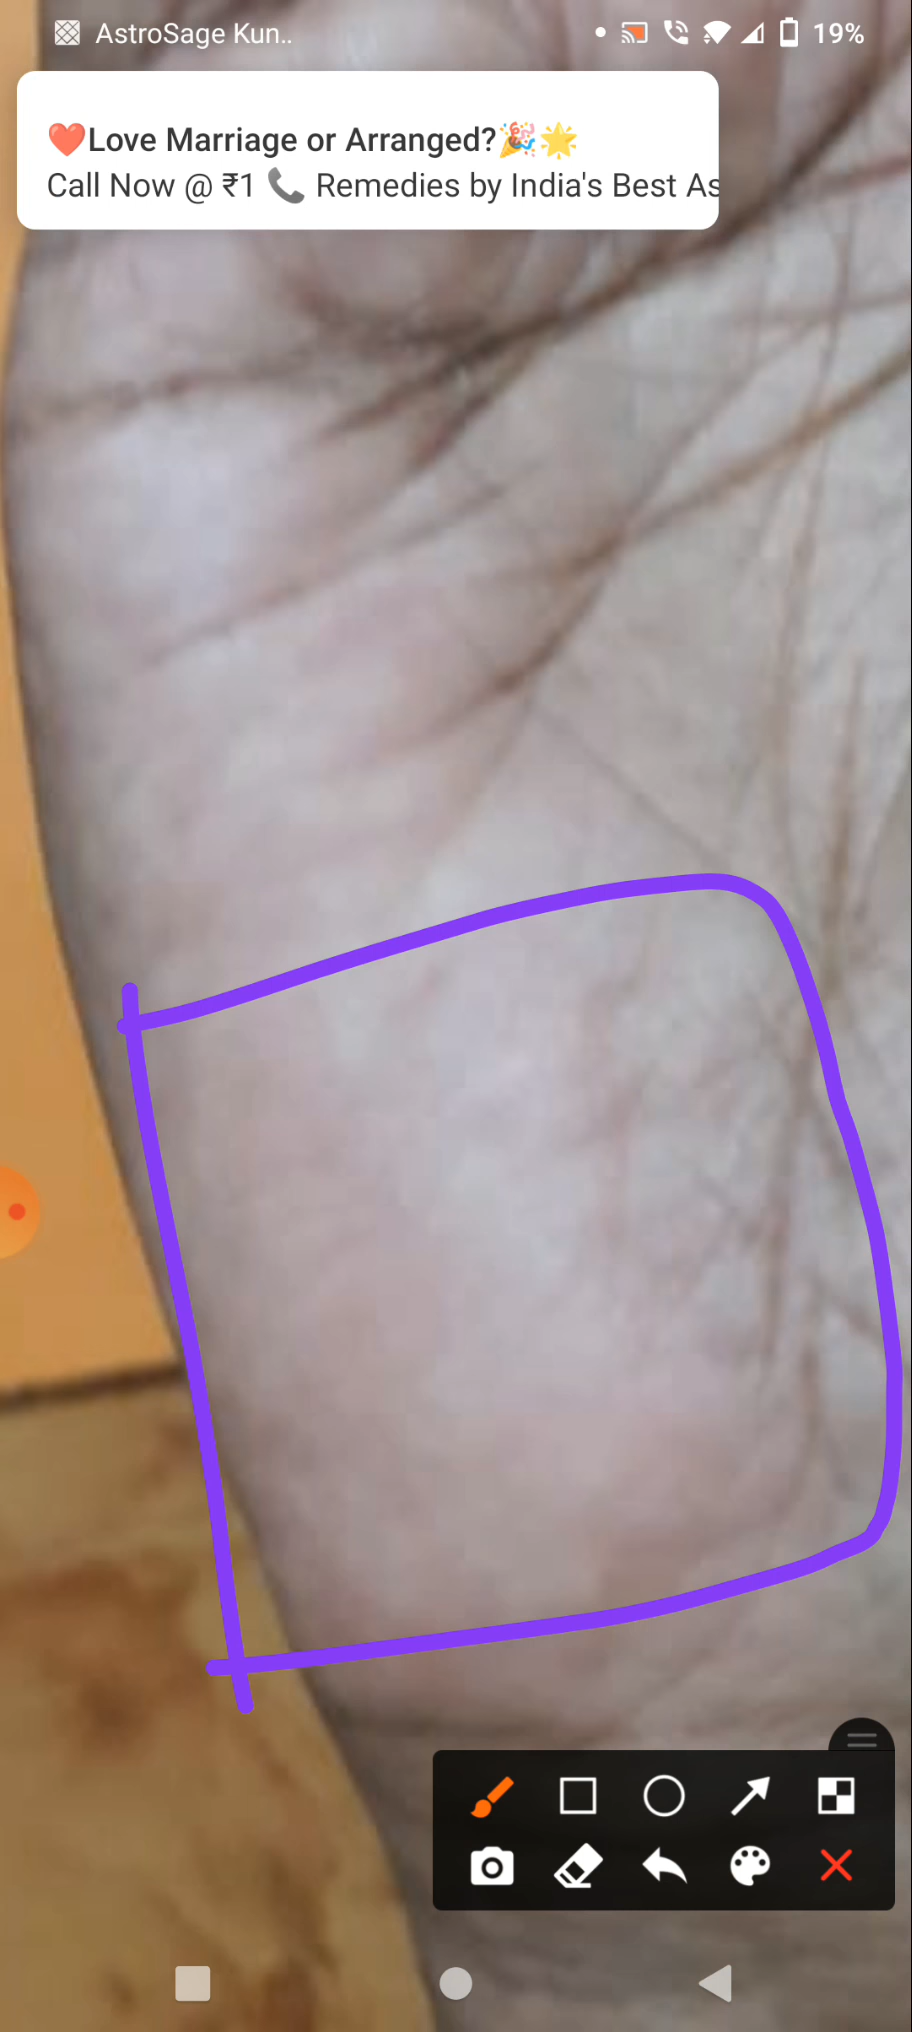 AstroSage Kun.. 19%
❤️Love Marriage or Arranged?🎉🌟
Call Now @ ₹1 📞 Remedies by India's Best As